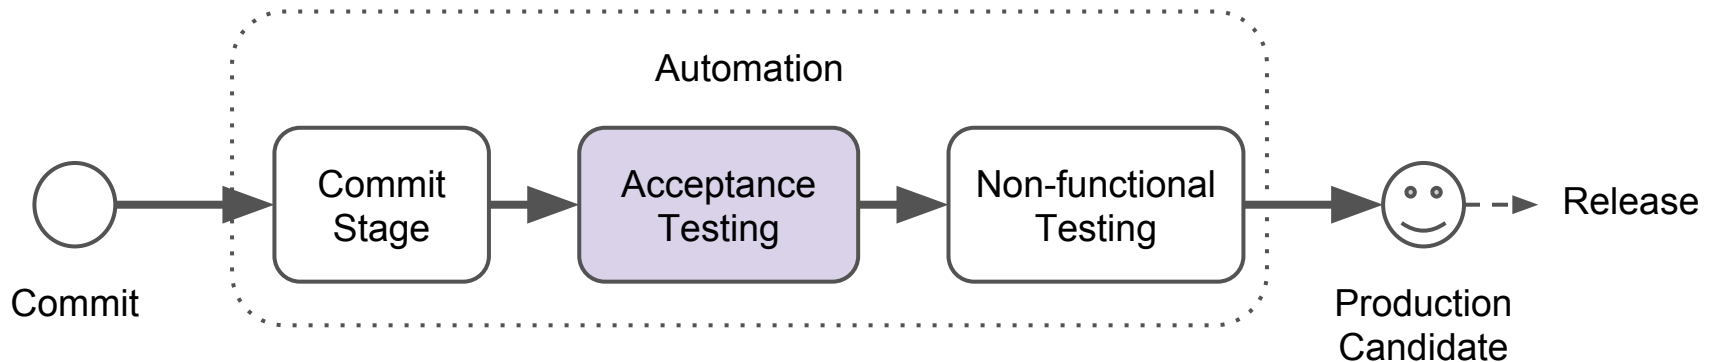 Automation
Commit
Stage
Acceptance
Testing
Non-functional
Testing
Release
Commit
Production
Candidate